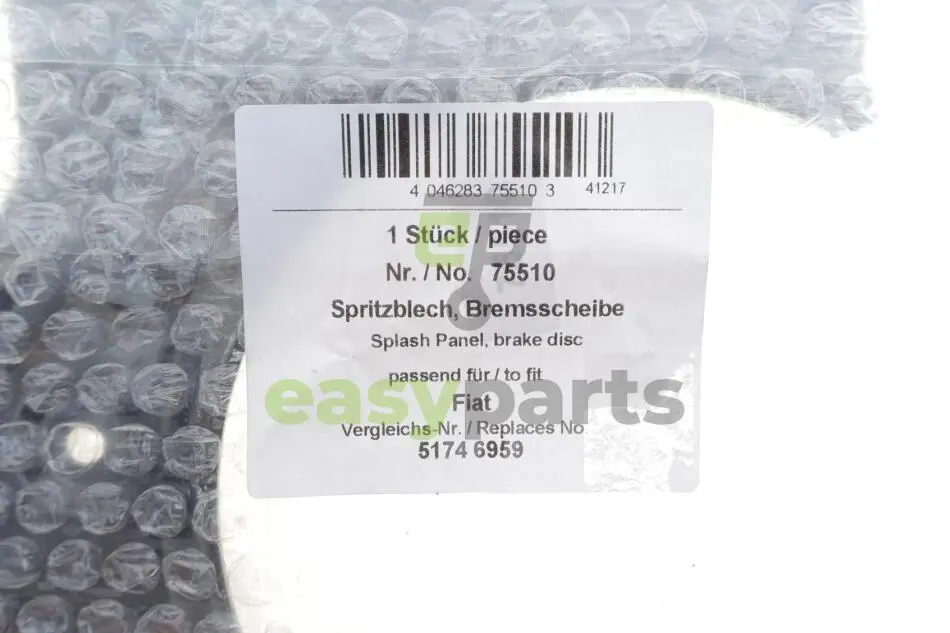 4 046283 75510 3 41217
1 Stück / piece
Nr. / No. 75510
Spritzblech, Bremsscheibe
Splash Panel, brake disc
passend für / to fit
easyparts
Fiat
Vergleichs-Nr. / Replaces No
5174 6959